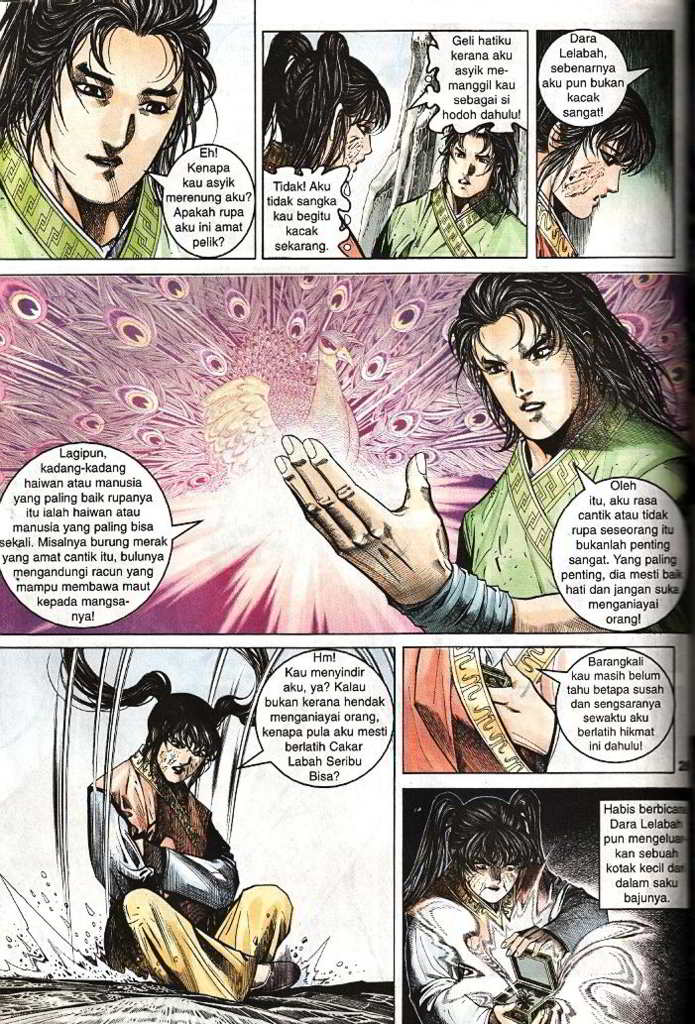 Eh!
Kenapa
kau asyik
merenung aku?
Apakah rupa
aku ini amat
pelik?
Geli hatiku
kerana aku
asyik me-
manggil kau
sebagai si
hodoh dahulu!
Tidak! Aku
tidak sangka
kau begitu
kacak
sekarang.
Dara
Lelabah,
sebenarnya
aku pun bukan
kacak
sangat!
Lagipun,
kadang-kadang
haiwan atau manusia
yang paling baik rupanya
itu ialah haiwan atau
manusia yang paling bisa
sekali. Misalnya burung merak
yang amat cantik itu, bulunya
mengandungi racun yang
mampu membawa maut
kepada mangsa-
nya!
Oleh
itu, aku rasa
cantik atau tidak
rupa seseorang itu
bukanlah penting
sangat. Yang paling
penting, dia mesti baik
hati dan jangan suka
menganiayai
orang!
Hm!
Kau menyindir
aku, ya? Kalau
bukan kerana hendak
menganiayai orang,
kenapa pula aku mesti
berlatih Cakar
Labah Seribu
Bisa?
Barangkali
kau masih belum
tahu betapa susah
dan sengsaranya
sewaktu aku
berlatih hikmat
ini dahulu!
Habis
Dara Lelabah
pun mengeluar-
kan sebuah
kotak kecil dari
dalam saku
bajunya.